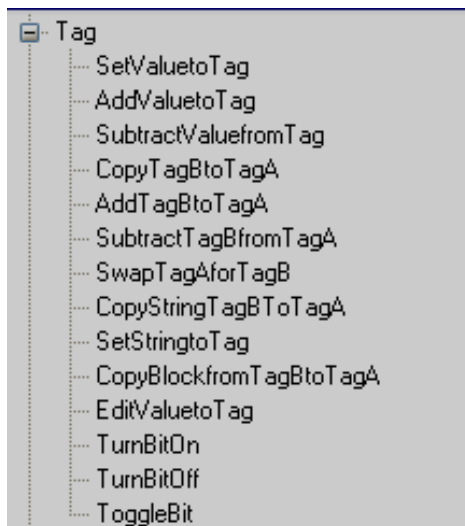 Tag
SetValuetoTag
AddValuetoTag
SubtractValuefromTag
CopyTagBtoTagA
AddTagBtoTagA
SubtractTagBfromTagA
SwapTagAforTagB
CopyStringTagBToTagA
SetStringtoTag
CopyBlockfromTagBtoTagA
EditValuetoTag
TurnBitOn
TurnBitOff
ToggleBit